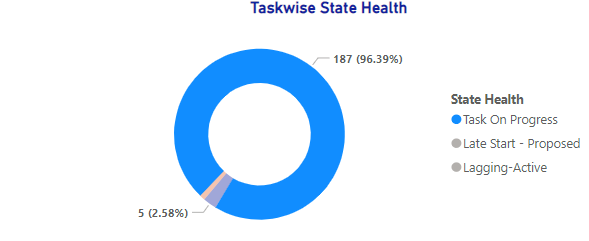 Taskwise State Health
187 (96.39%)
State Health
Task On Progress
Late Start - Proposed
Lagging-Active
5 (2.58%)